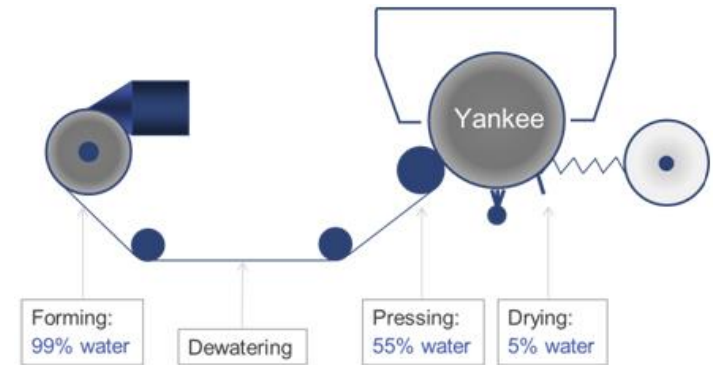 Yankee
Forming:
99% water
Dewatering
Pressing:
55% water
Drying:
5% water